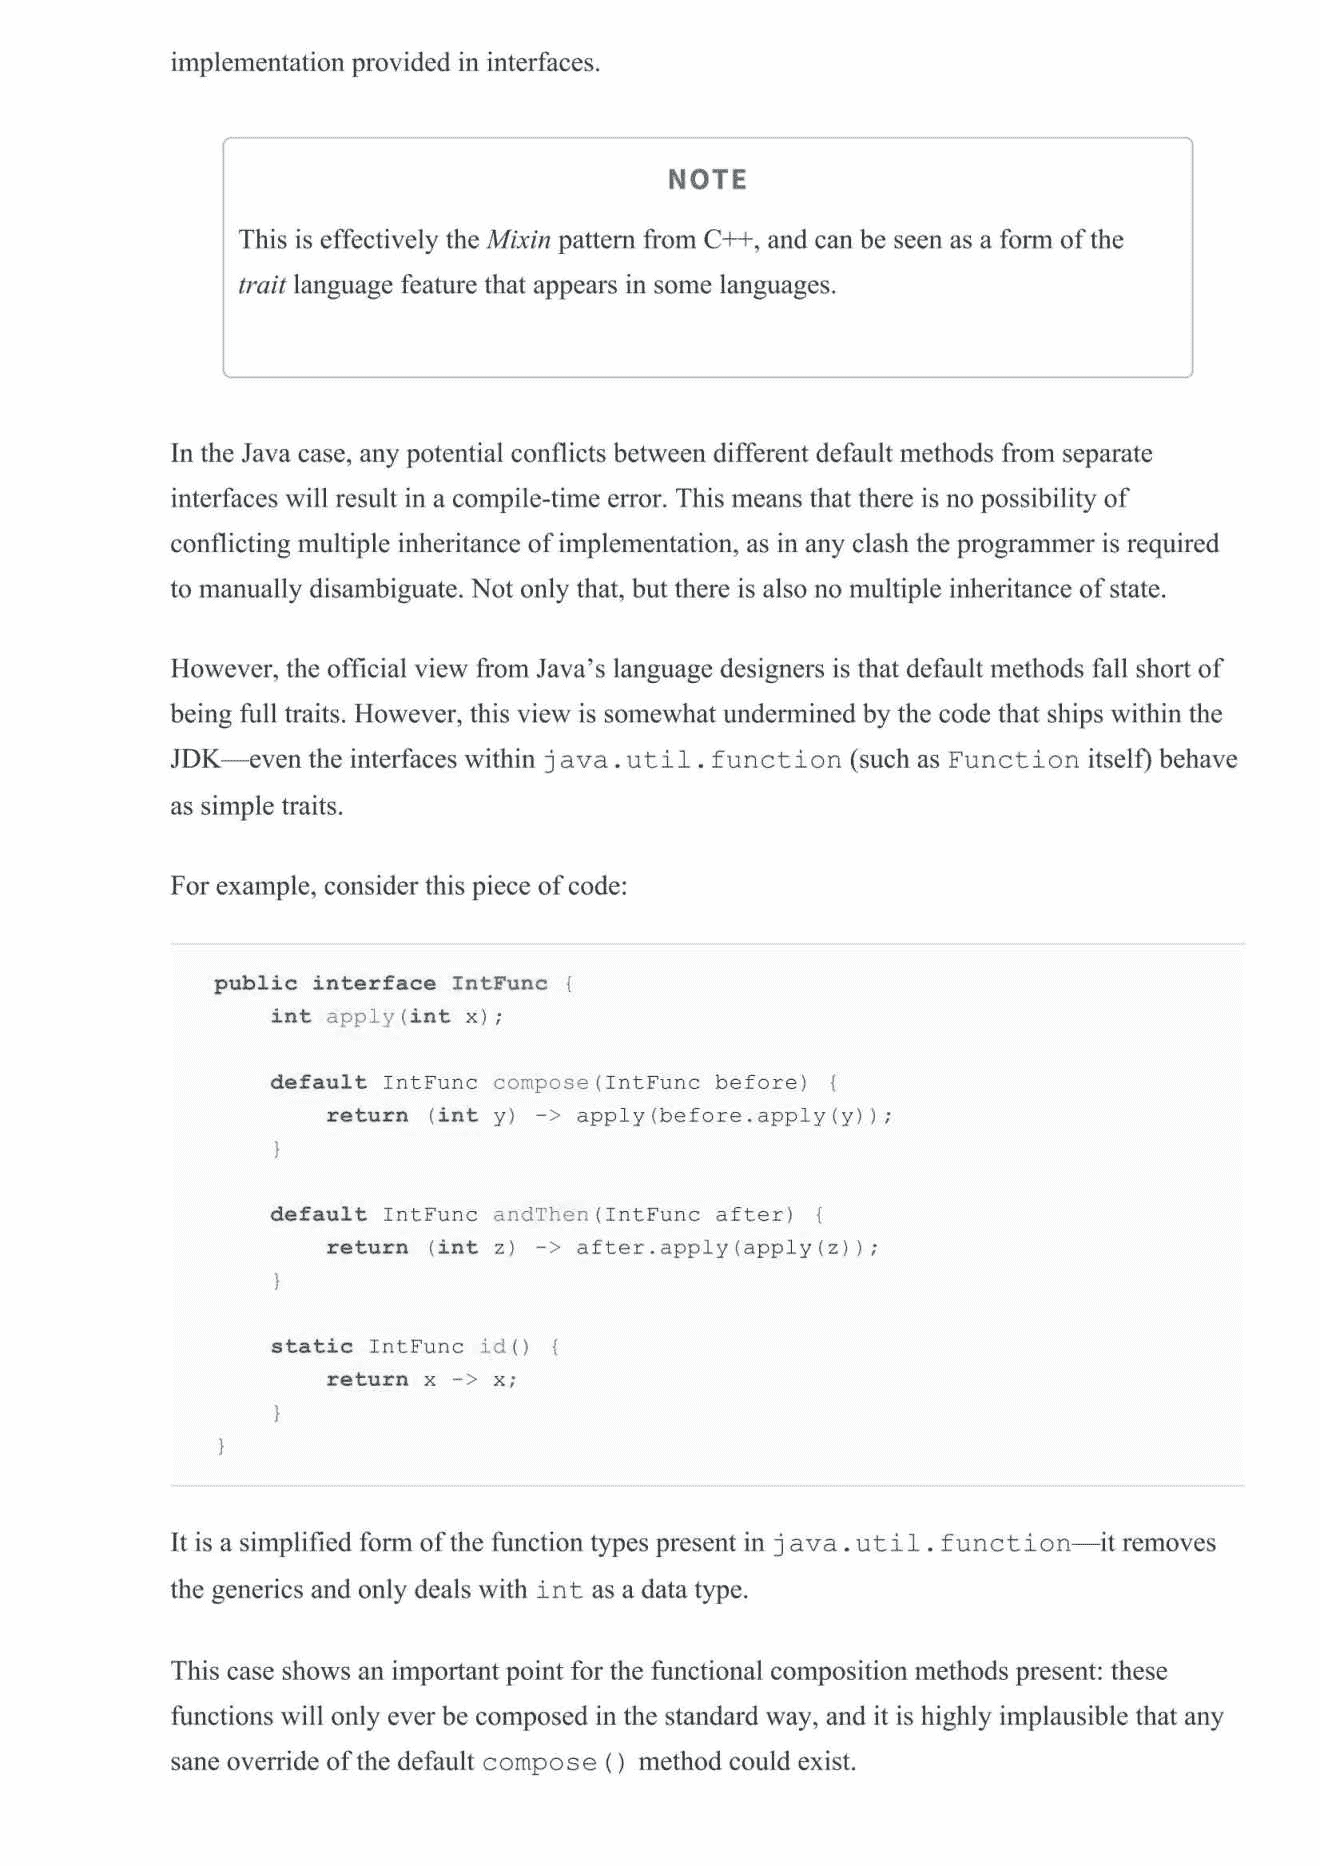 implementation provided in interfaces.
NOTE
This is effectively the Mixin pattern from C++, and can be seen as a form of the
trait language feature that appears in some languages.
In the Java case, any potential conflicts between different default methods from separate
interfaces will result in a compile-time error. This means that there is no possibility of
conflicting multiple inheritance of implementation, as in any clash the programmer is required
to manually disambiguate. Not only that, but there is also no multiple inheritance of state.
However, the official view from Java’s language designers is that default methods fall short of
being full traits. However, this view is somewhat undermined by the code that ships within the
JDK—even the interfaces within java.util.function (such as Function itself) behave
as simple traits.
For example, consider this piece of code:
public interface IntFunc {
    int apply(int x);
    default IntFunc compose(IntFunc before) {
        return (int y) -> apply(before.apply(y));
    }
    default IntFunc andThen(IntFunc after) {
        return (int z) -> after.apply(apply(z));
    }
    static IntFunc id() {
        return x -> x;
    }
}
It is a simplified form of the function types present in java.util.function—it removes
the generics and only deals with int as a data type.
This case shows an important point for the functional composition methods present: these
functions will only ever be composed in the standard way, and it is highly implausible that any
sane override of the default compose() method could exist.